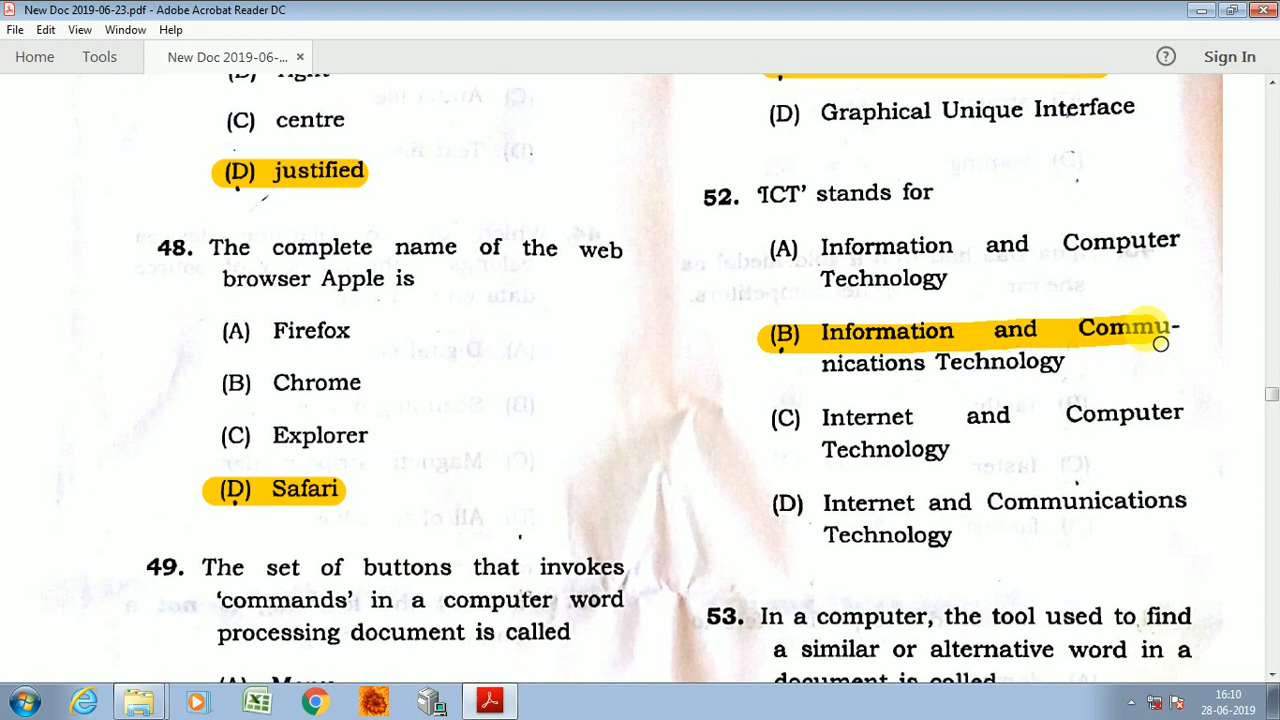 New Doc 2019-06-23.pdf - Adobe Acrobat Reader DC
File Edit View Window Help
Home Tools New Doc 2019-06-... × Sign In
(C) centre
(D) justified
48. The complete name of the web
browser Apple is
(A) Firefox
(B) Chrome
(C) Explorer
(D) Safari
49. The set of buttons that invokes
'commands' in a computer word
processing document is called
(D) Graphical Unique Interface
52. 'ICT' stands for
(A) Information and Computer
Technology
(B) Information and Commu-
nications Technology
(C) Internet and Computer
Technology
(D) Internet and Communications
Technology
53. In a computer, the tool used to find
a similar or alternative word in a
document is called
16:10
28-06-2019